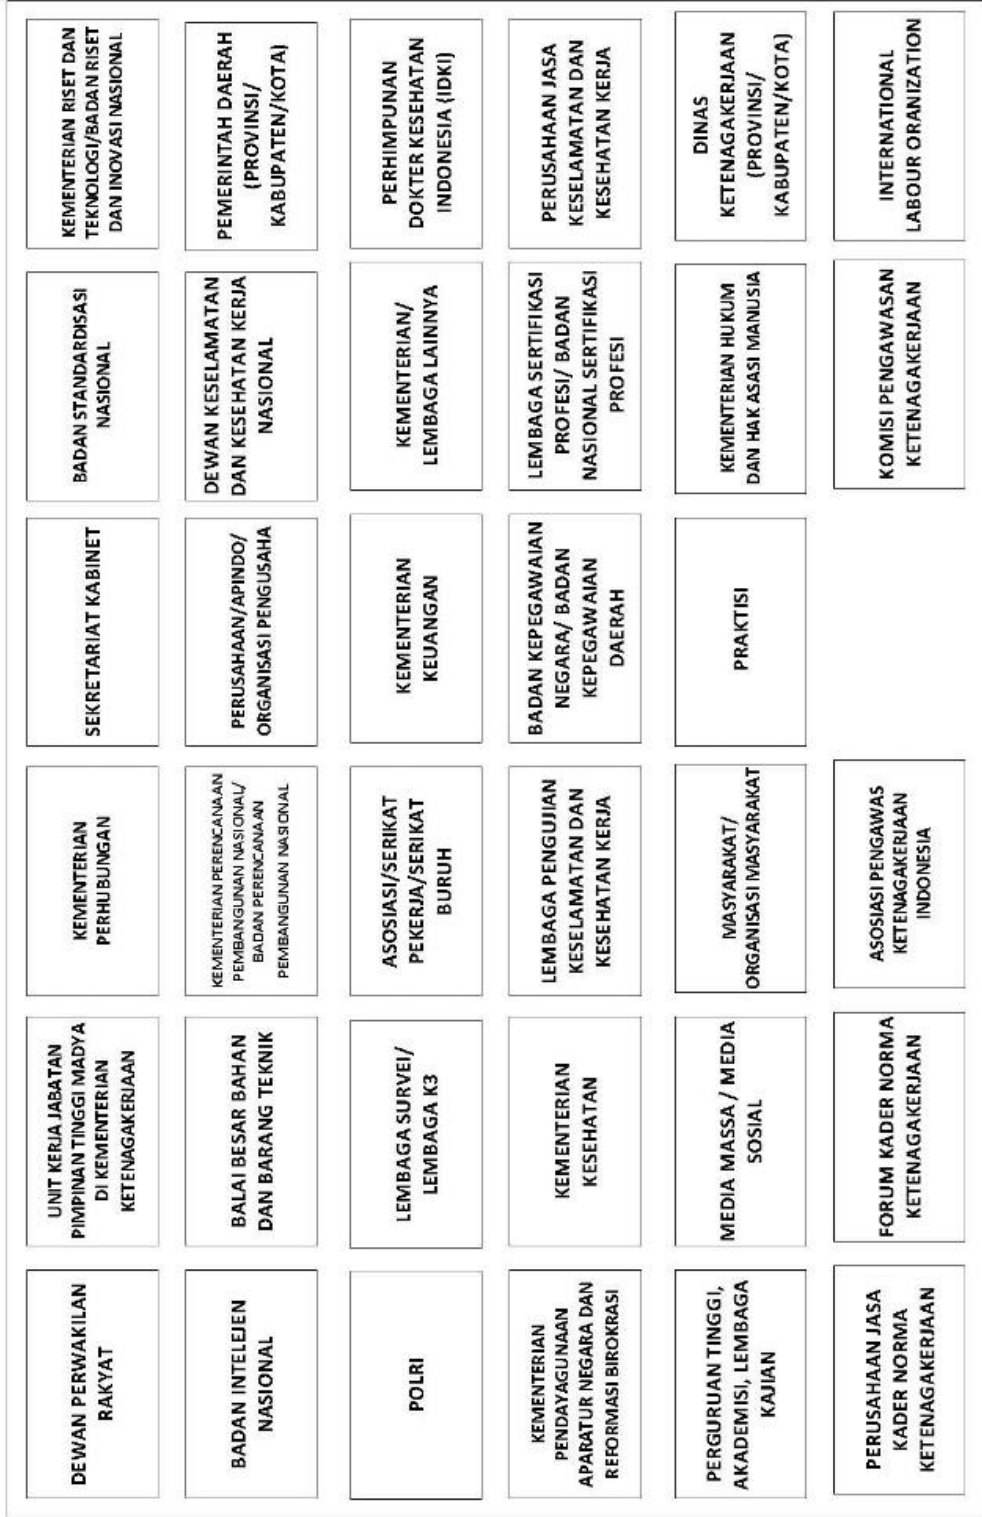 DEWAN PERWAKILAN
RAKYAT
UNIT KERJA JABATAN
PIMPINAN TINGGI MADYA
DI KEMENTERIAN
KETENAGAKERJAAN
KEMENTERIAN
PERHUBUNGAN
SEKRETARIAT KABINET
BADAN STANDARDISASI
NASIONAL
KEMENTERIAN RISET DAN
TEKNOLOGI/BADAN RISET
DAN INOVASI NASIONAL
BADAN INTELEJEN
NASIONAL
BALAI BESAR BAHAN
DAN BARANG TEKNIK
KEMENTERIAN PERENCANAAN
PEMBANGUNAN NASIONAL/
BADAN PERENCANAAN
PEMBANGUNAN NASIONAL
PERUSAHAAN/APINDO/
ORGANISASI PENGUSAHA
DEWAN KESELAMATAN
DAN KESEHATAN KERJA
NASIONAL
PEMERINTAH DAERAH
(PROVINSI/
KABUPATEN/KOTA)
POLRI
LEMBAGA SURVEI/
LEMBAGA K3
ASOSIASI/SERIKAT
PEKERJA/SERIKAT
BURUH
KEMENTERIAN
KEUANGAN
KEMENTERIAN/
LEMBAGA LAINNYA
PERHIMPUNAN
DOKTER KESEHATAN
INDONESIA (IDKI)
KEMENTERIAN
PENDAYAGUNAAN
APARATUR NEGARA DAN
REFORMASI BIROKRASI
KEMENTERIAN
KESEHATAN
LEMBAGA PENGUJIAN
KESELAMATAN DAN
KESEHATAN KERJA
BADAN KEPEGAWAIAN
NEGARA/ BADAN
KEPEGAWAIAN
DAERAH
LEMBAGA SERTIFIKASI
PROFESI/ BADAN
NASIONAL SERTIFIKASI
PROFESI
PERUSAHAAN JASA
KESELAMATAN DAN
KESEHATAN KERJA
PERGURUAN TINGGI,
AKADEMISI, LEMBAGA
KAJIAN
MEDIA MASSA / MEDIA
SOSIAL
MASYARAKAT/
ORGANISASI MASYARAKAT
PRAKTISI
KEMENTERIAN HUKUM
DAN HAK ASASI MANUSIA
DINAS
KETENAGAKERJAAN
(PROVINSI/
KABUPATEN/KOTA)
PERUSAHAAN JASA
KADER NORMA
KETENAGAKERJAAN
FORUM KADER NORMA
KETENAGAKERJAAN
ASOSIASI PENGAWAS
KETENAGAKERJAAN
INDONESIA
KOMISI PENGAWASAN
KETENAGAKERJAAN
INTERNATIONAL
LABOUR ORANIZATION